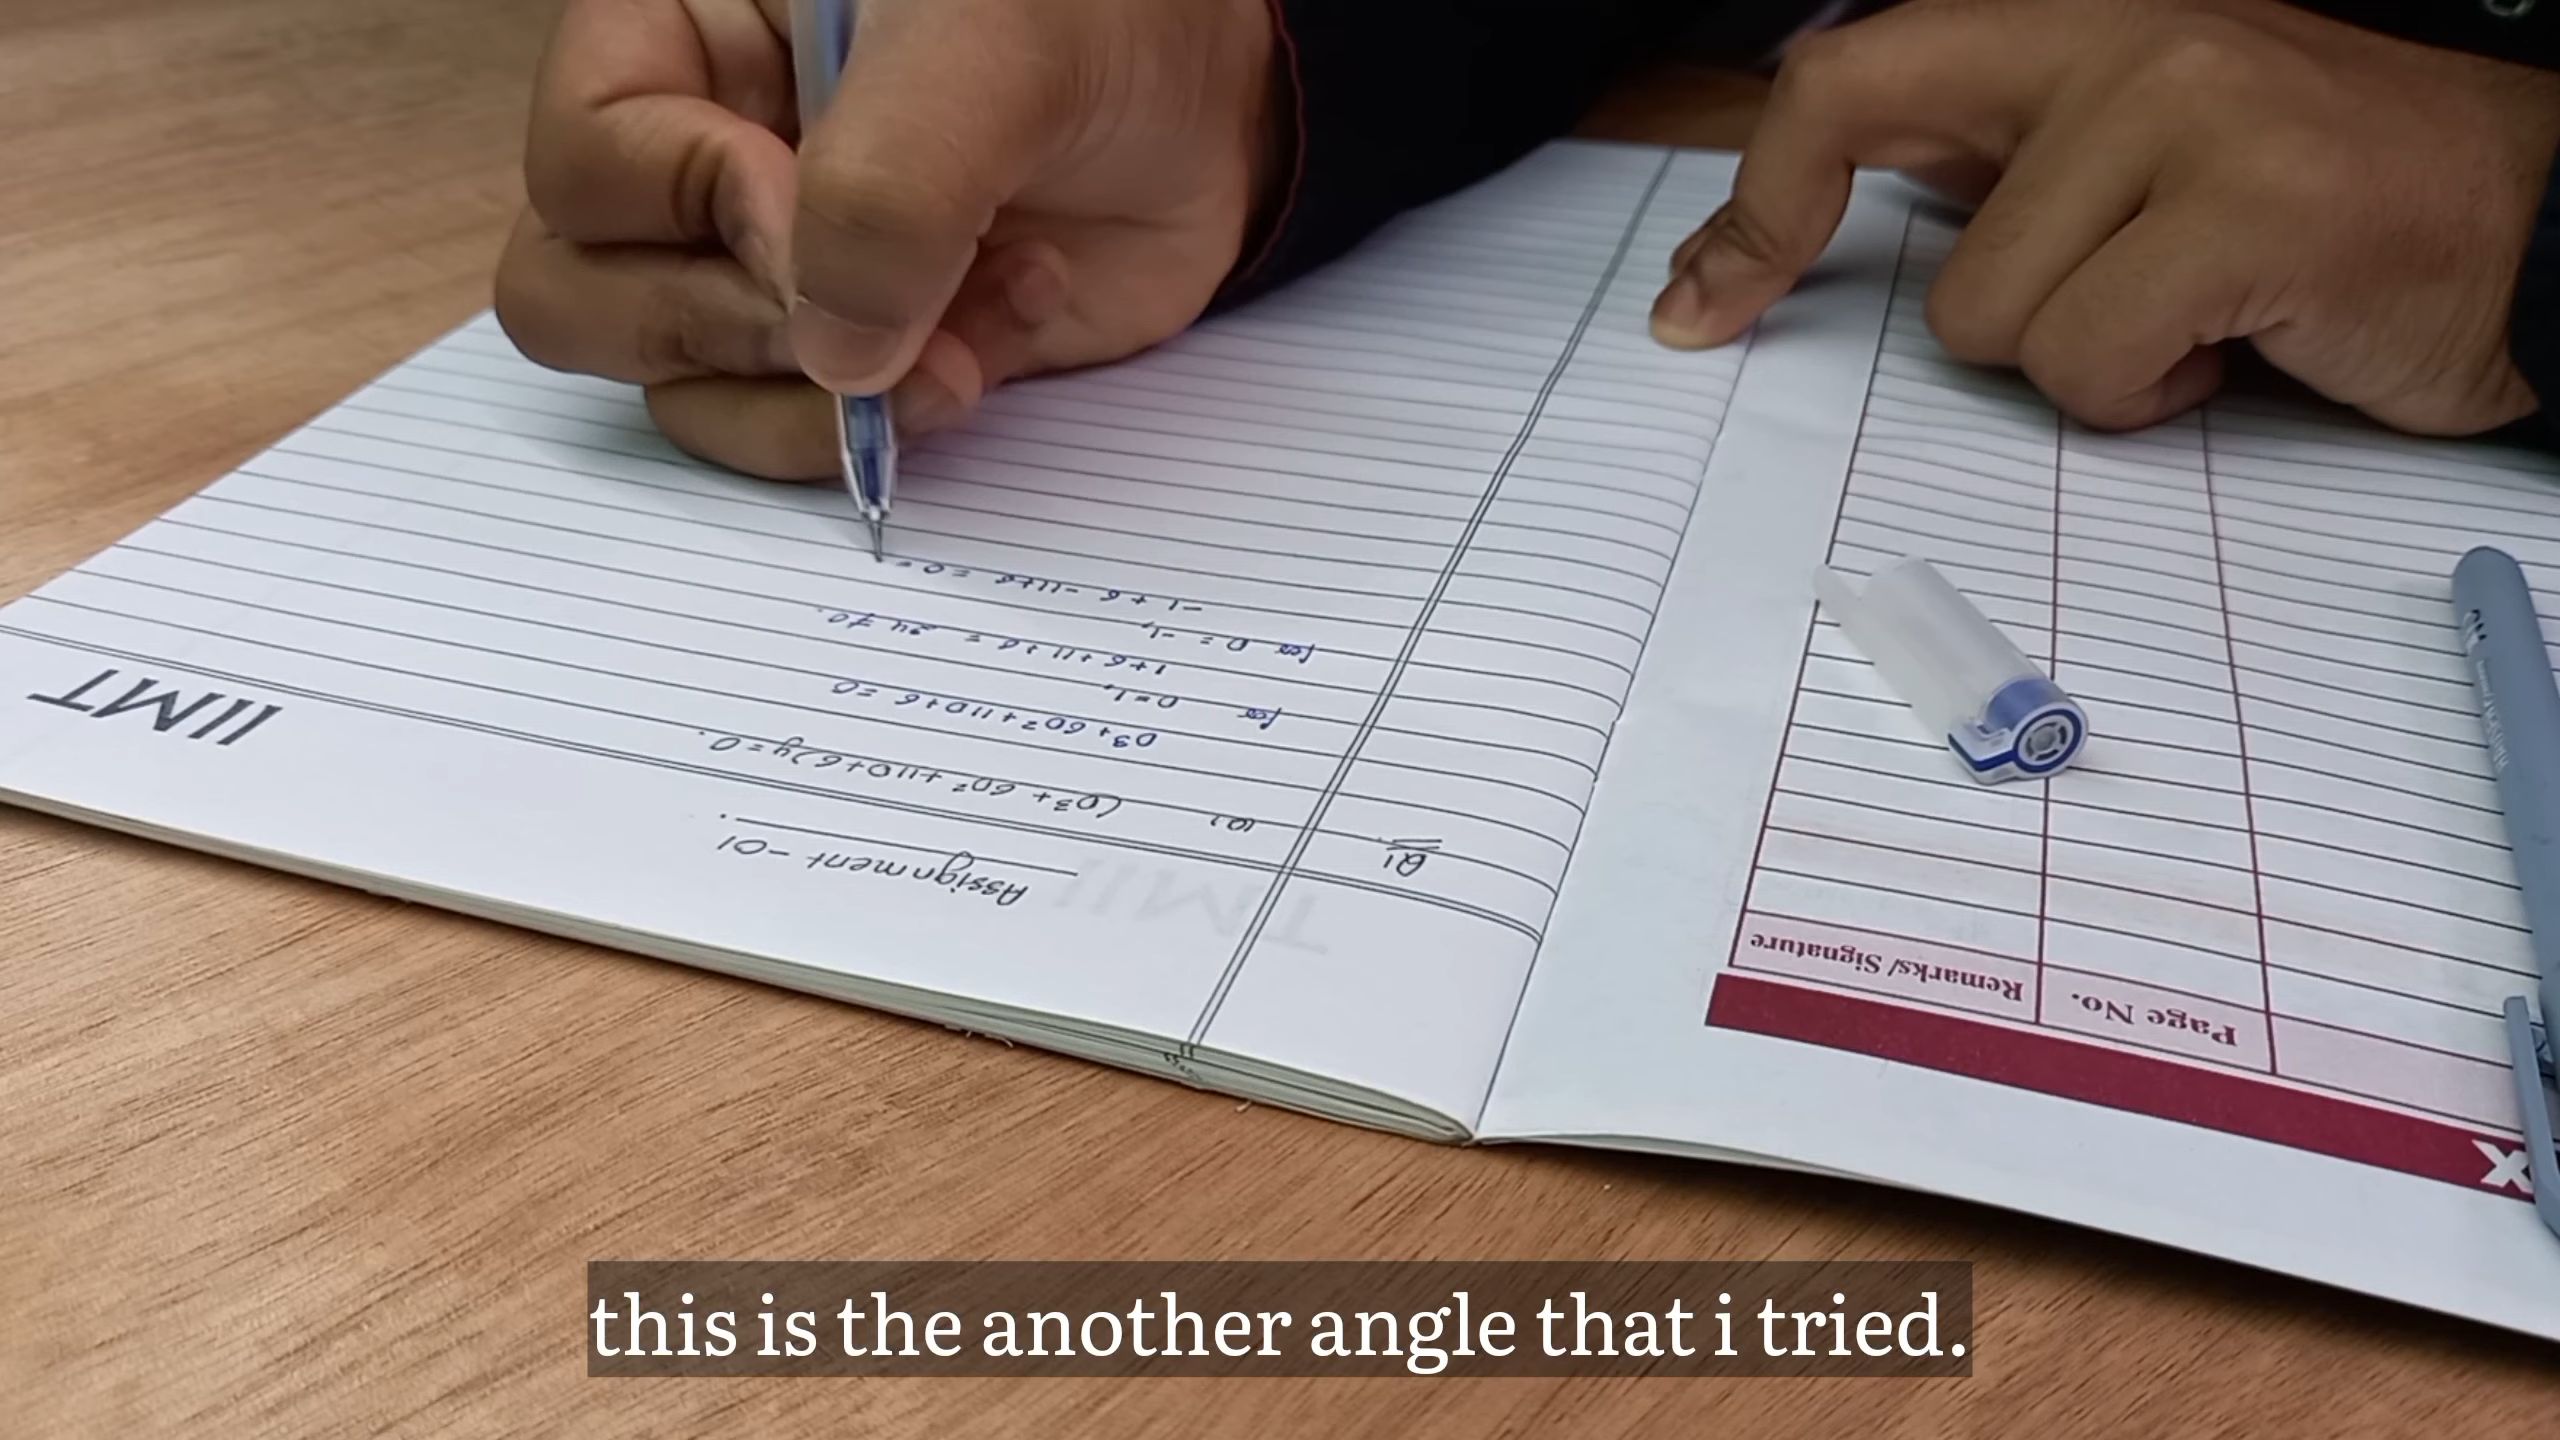 IIMT
Assignment - 01.
Q1
(a) (D³ + 6D² + 11D + 6)y = 0.
D³ + 6D² + 11D + 6 = 0
for D = 1,
1 + 6 + 11 + 6 = 24 ≠ 0.
for D = -1,
-1 + 6 - 11 + 6 = 0 =
X
Page No.
Remarks/ Signature
this is the another angle that i tried.